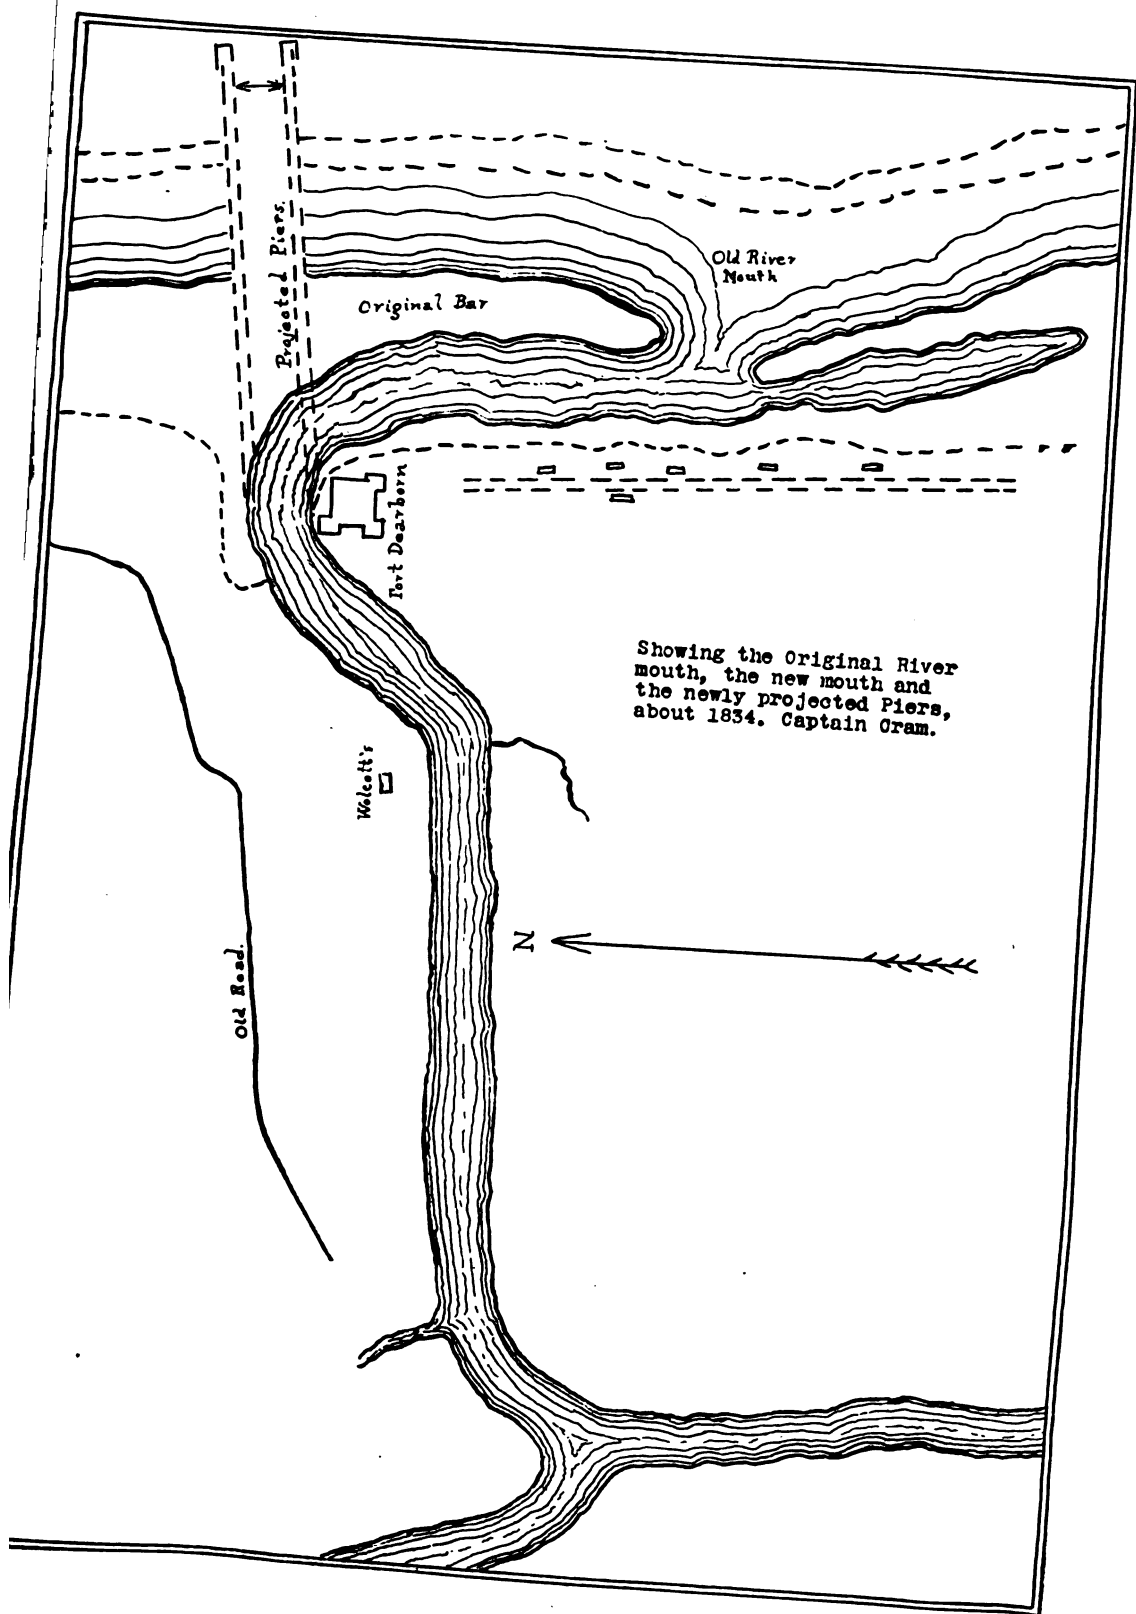 Projected Piers.
Original Bar
Old River
Mouth
Fort Dearborn
Showing the Original River
mouth, the new mouth and
the newly projected Piers,
about 1834. Captain Cram.
Wolcott's
N
Old Road.